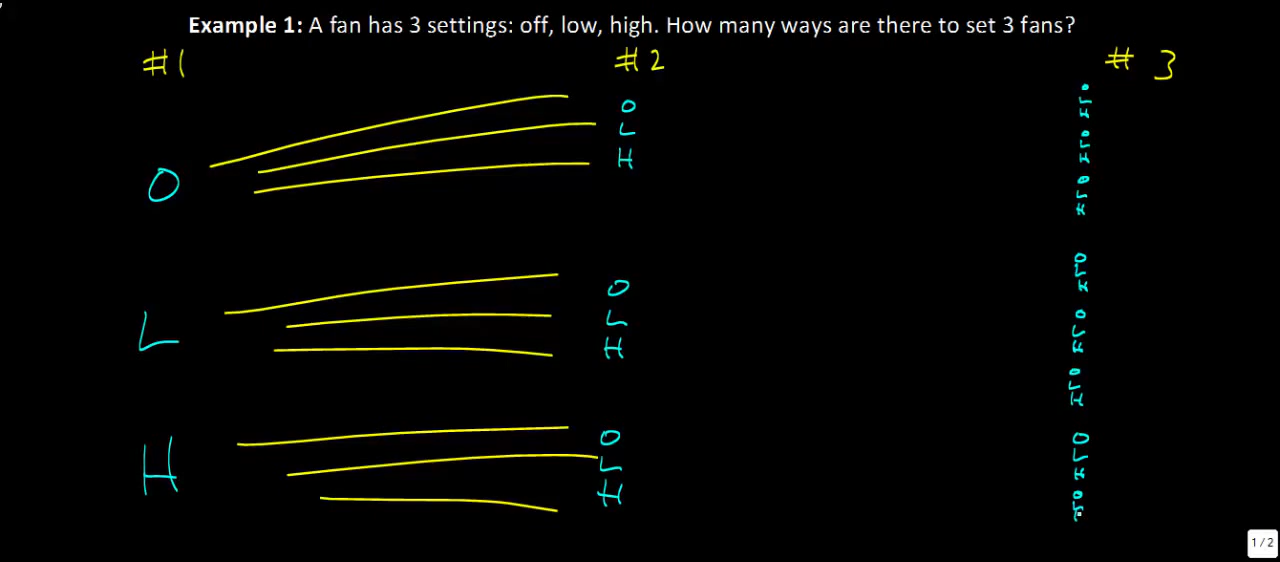 Example 1: A fan has 3 settings: off, low, high. How many ways are there to set 3 fans?
#1 #2 # 3
O
L
H
O
L
H
O
L
H
O
L
H
O
L
H
O
L
H
O
L
H
O
L
H
O
L
H
O
L
H
O
L
H
O
L
H
O
L
1 / 2